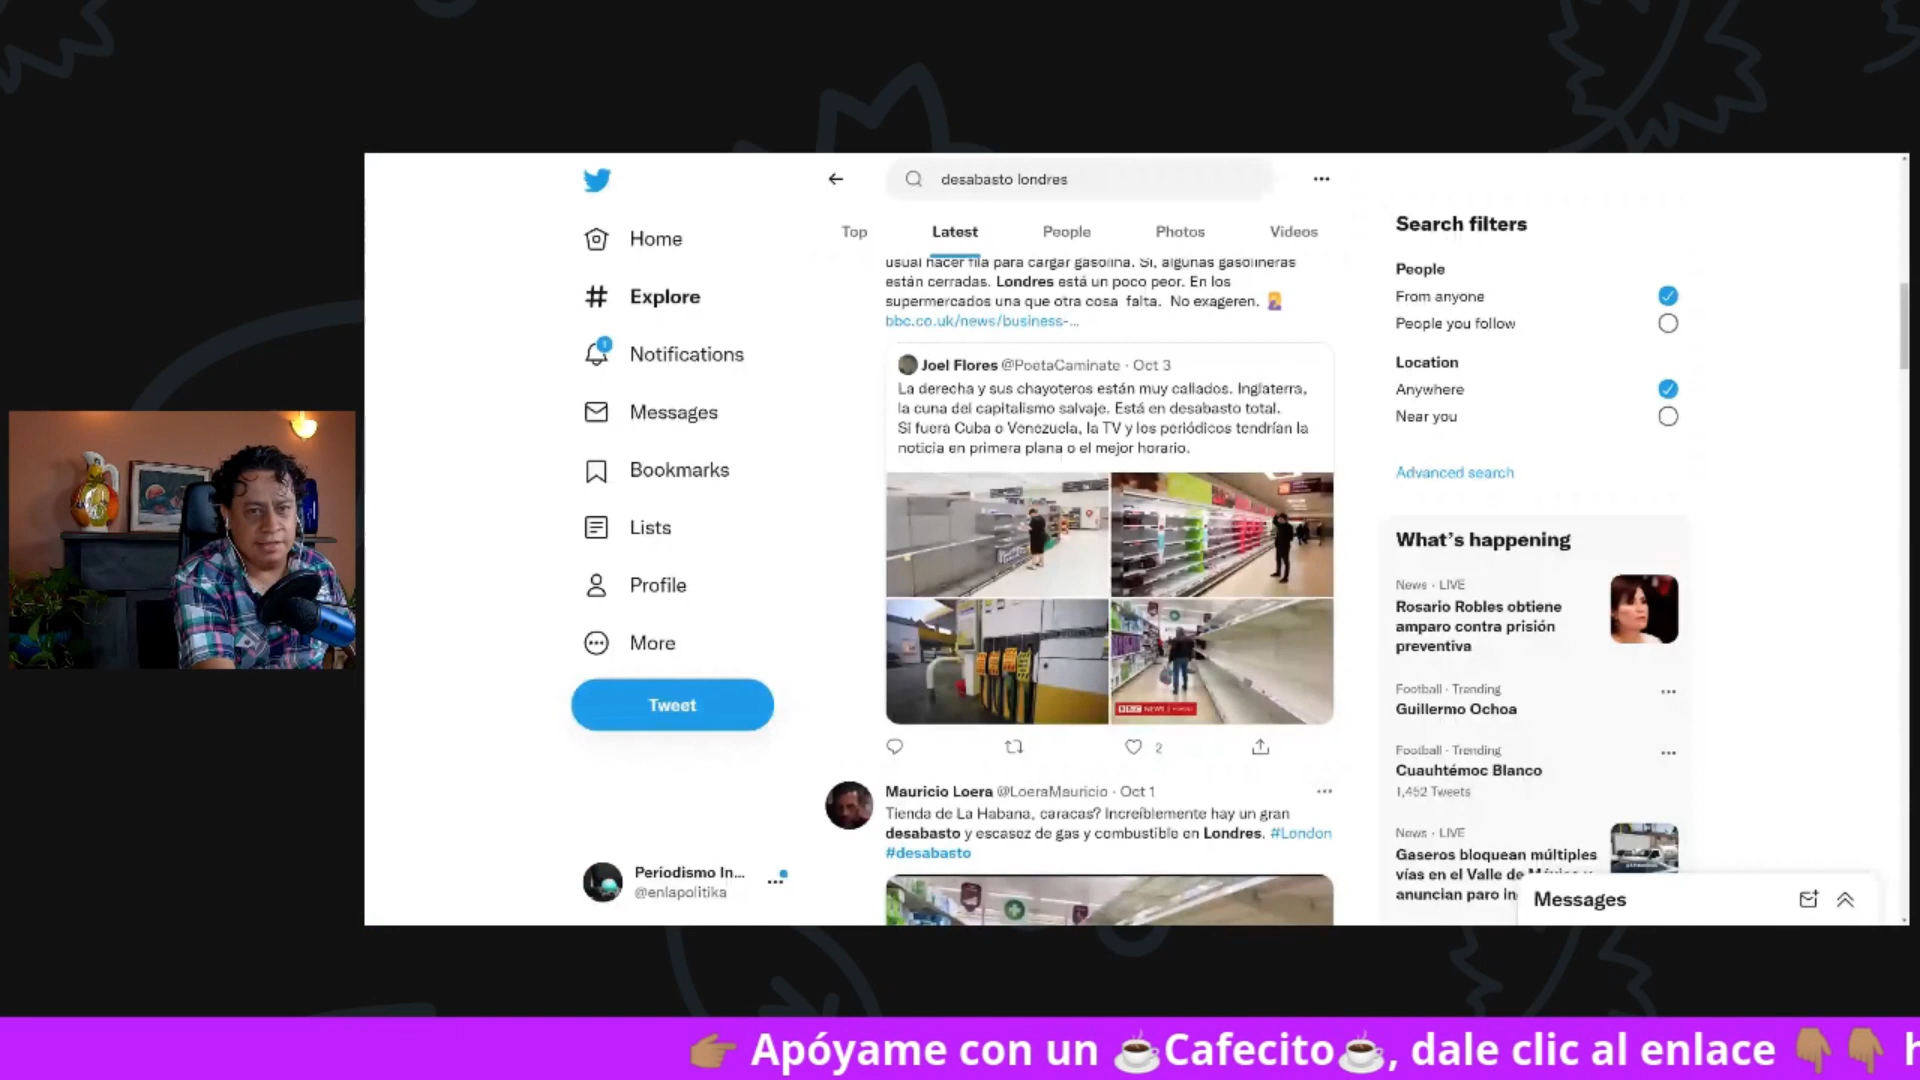 desabasto londres
Top
Latest
People
Photos
Videos
Home
Explore
Notifications
1
Messages
Bookmarks
Lists
Profile
More
Tweet
Periodismo In...
@enlapolitika
usual hacer fila para cargar gasolina. Si, algunas gasolineras
están cerradas. Londres está un poco peor. En los
supermercados una que otra cosa falta. No exageren. 🤦
bbc.co.uk/news/business-...
Joel Flores @PoetaCaminate · Oct 3
La derecha y sus chayoteros están muy callados. Inglaterra,
la cuna del capitalismo salvaje. Está en desabasto total.
Si fuera Cuba o Venezuela, la TV y los periódicos tendrían la
noticia en primera plana o el mejor horario.
BBC NEWS
2
Mauricio Loera @LoeraMauricio · Oct 1
Tienda de La Habana, caracas? Increíblemente hay un gran
desabasto y escasez de gas y combustible en Londres. #London
#desabasto
Search filters
People
From anyone
People you follow
Location
Anywhere
Near you
Advanced search
What's happening
News · LIVE
Rosario Robles obtiene
amparo contra prisión
preventiva
Football · Trending
Guillermo Ochoa
Football · Trending
Cuauhtémoc Blanco
1,452 Tweets
News · LIVE
Gaseros bloquean múltiples
vías en el Valle de
anuncian paro in
Messages
👉 Apóyame con un ☕Cafecito☕, dale clic al enlace 👇👇 h